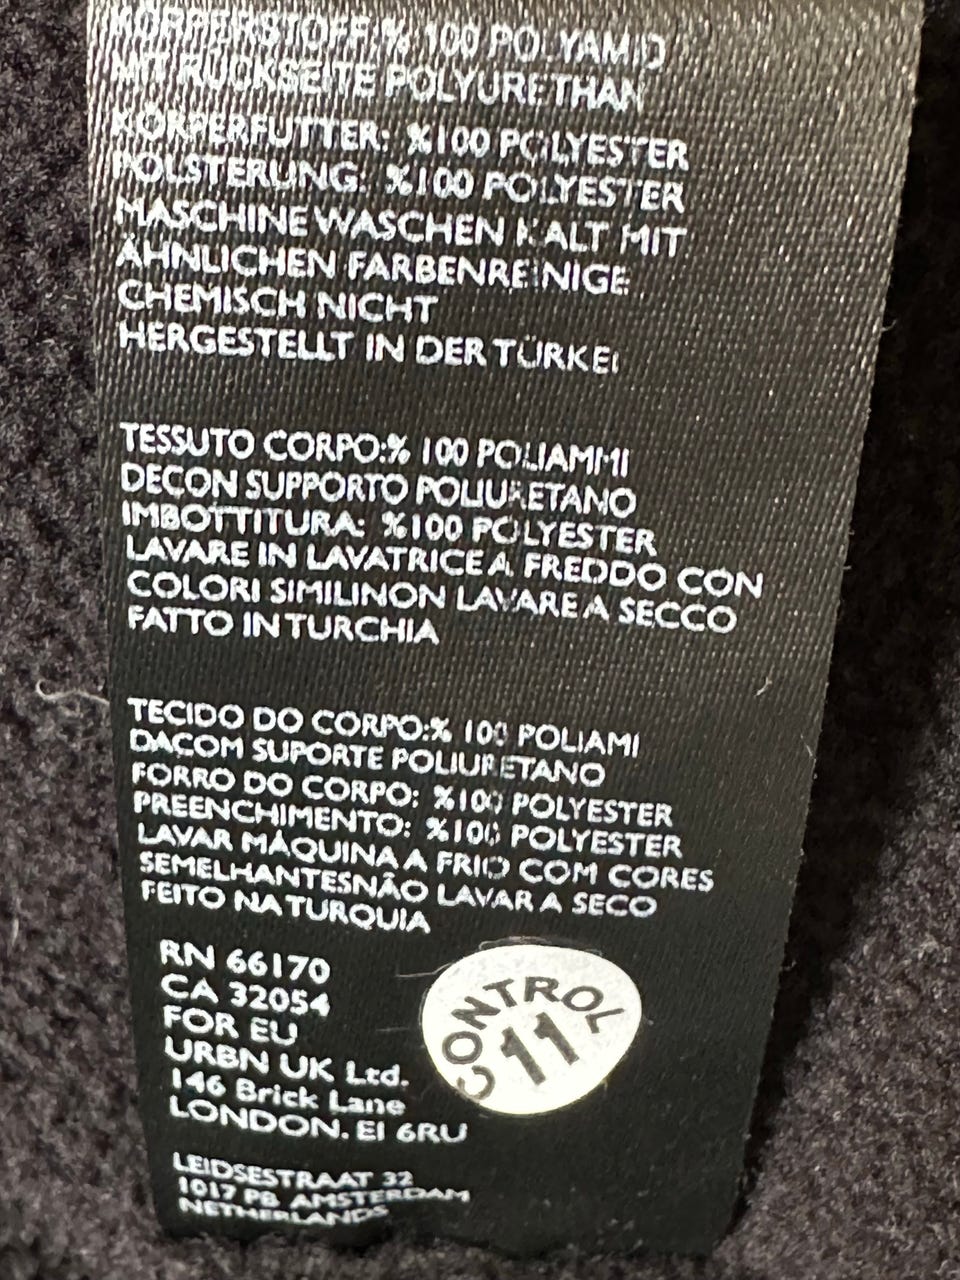 KÖRPERSTOFF:% 100 POLYAMID
MIT RÜCKSEITE POLYURETHAN
KÖRPERFUTTER: %100 POLYESTER
POLSTERUNG: %100 POLYESTER
MASCHINE WASCHEN KALT MIT
ÄHNLICHEN FARBENREINIGE
CHEMISCH NICHT
HERGESTELLT IN DER TÜRKEI
TESSUTO CORPO:% 100 POLIAMMI
DECON SUPPORTO POLIURETANO
IMBOTTITURA: %100 POLYESTER
LAVARE IN LAVATRICE A FREDDO CON
COLORI SIMILINON LAVARE A SECCO
FATTO IN TURCHIA
TECIDO DO CORPO:% 100 POLIAMI
DACOM SUPORTE POLIURETANO
FORRO DO CORPO: %100 POLYESTER
PREENCHIMENTO: %100 POLYESTER
LAVAR MÁQUINA A FRIO COM CORES
SEMELHANTESNÃO LAVAR A SECO
FEITO NA TURQUIA
RN 66170
CA 32054
FOR EU
URBN UK Ltd.
146 Brick Lane
LONDON. E1 6RU
LEIDSESTRAAT 32
1017 PB AMSTERDAM
NETHERLANDS
CONTROL
11